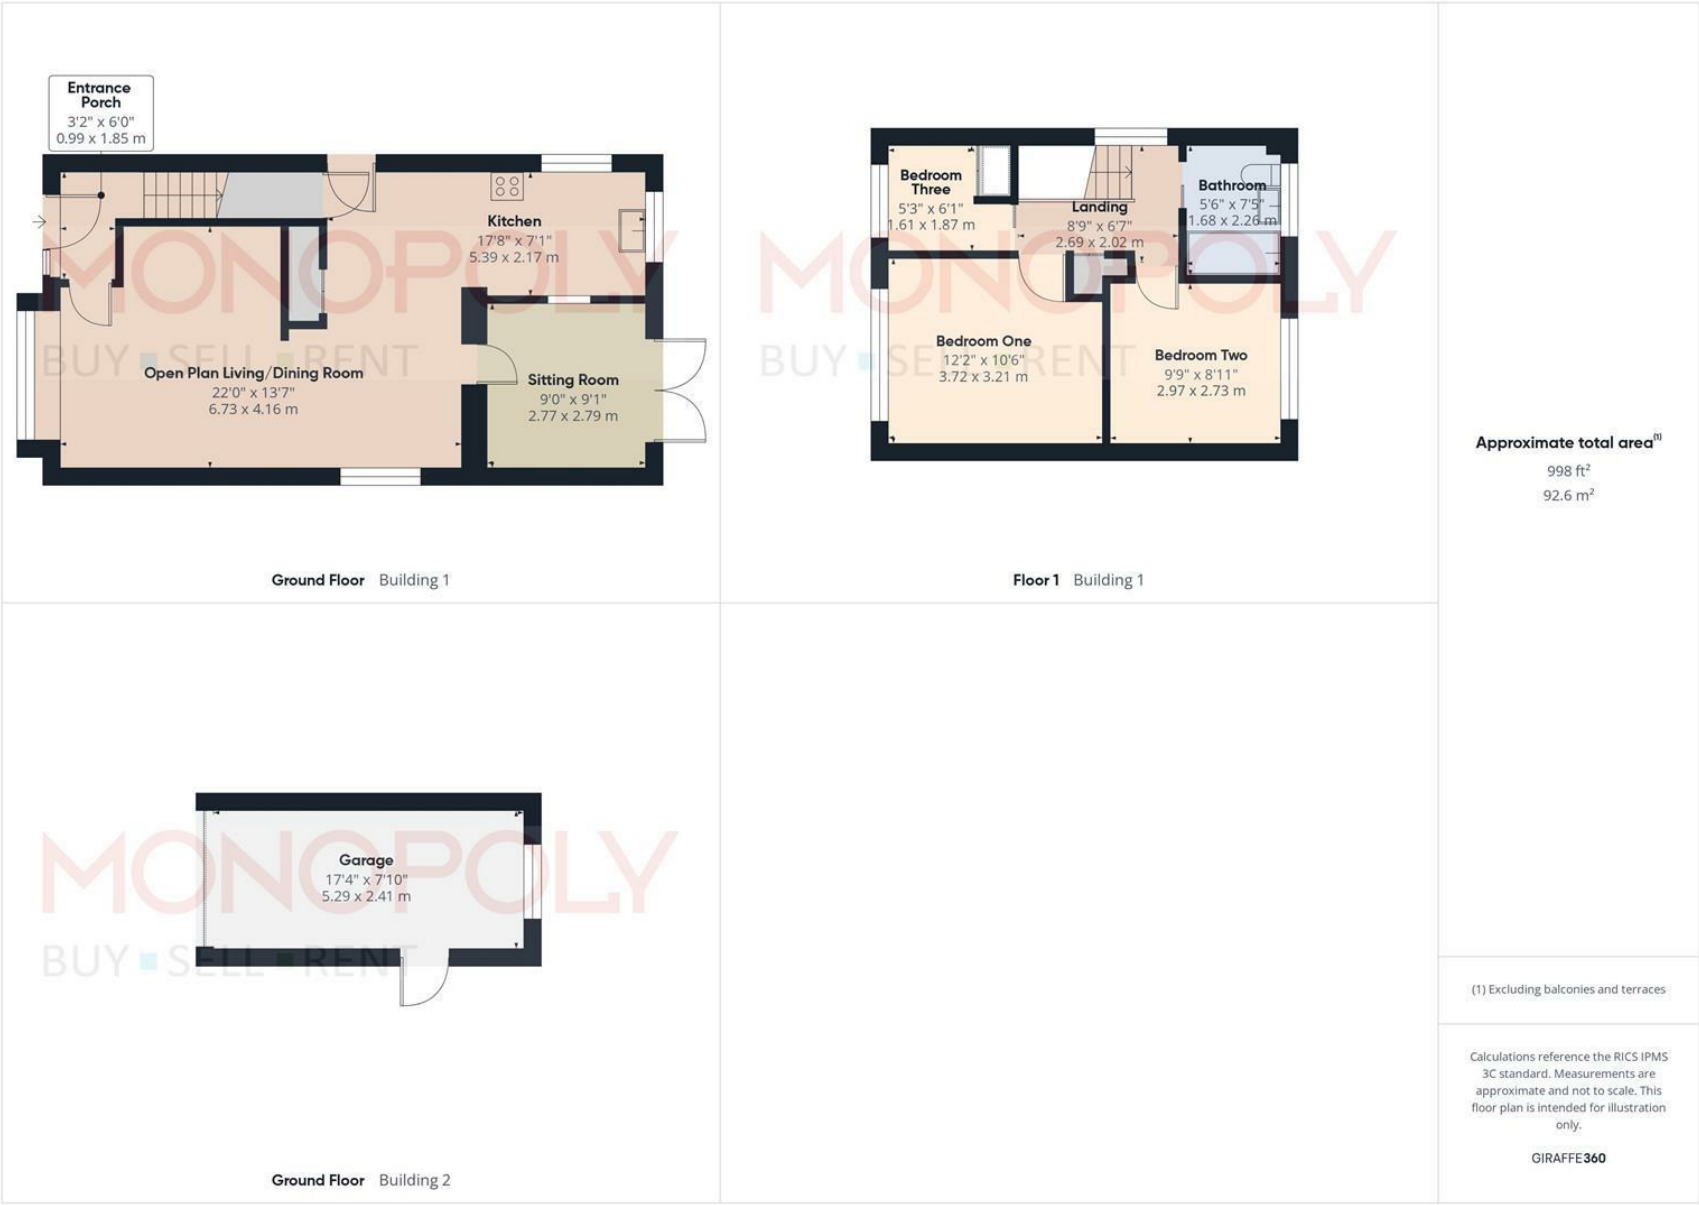 Entrance
Porch
3'2" x 6'0"
0.99 x 1.85 m
Kitchen
17'8" x 7'1"
5.39 x 2.17 m
MONOPOLY
BUY SELL RENT
Open Plan Living/Dining Room
22'0" x 13'7"
6.73 x 4.16 m
Sitting Room
9'0" x 9'1"
2.77 x 2.79 m
Ground Floor Building 1
Bedroom
Three
5'3" x 6'1"
1.61 x 1.87 m
Landing
8'9" x 6'7"
2.69 x 2.02 m
Bathroom
5'6" x 7'5"
1.68 x 2.26 m
MONOPOLY
BUY SELL RENT
Bedroom One
12'2" x 10'6"
3.72 x 3.21 m
Bedroom Two
9'9" x 8'11"
2.97 x 2.73 m
Floor 1 Building 1
Garage
17'4" x 7'10"
5.29 x 2.41 m
MONOPOLY
BUY SELL RENT
Ground Floor Building 2
Approximate total area(1)
998 ft²
92.6 m²
(1) Excluding balconies and terraces
Calculations reference the RICS IPMS
3C standard. Measurements are
approximate and not to scale. This
floor plan is intended for illustration
only.
GIRAFFE360